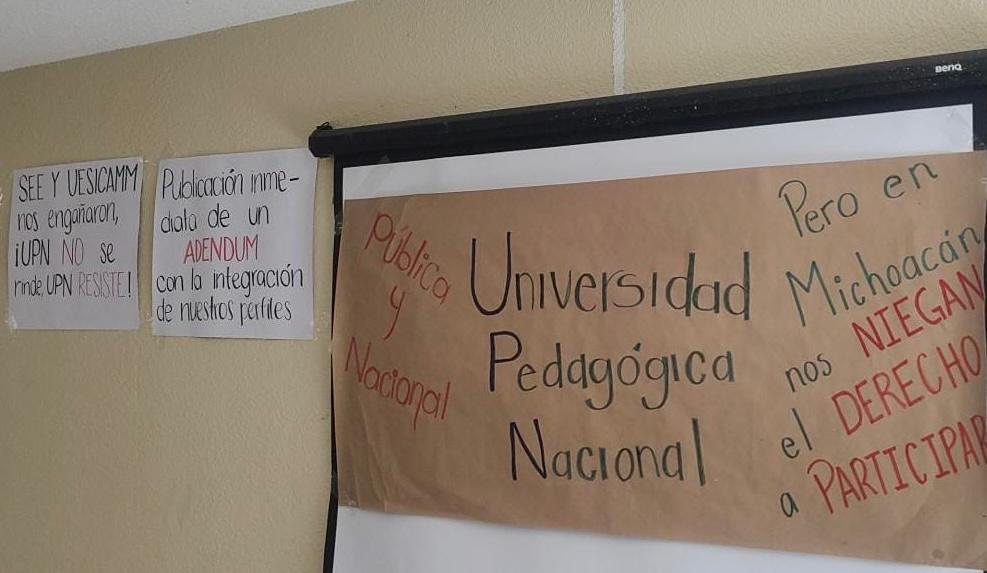 SEE Y UESICAMM
nos engañaron,
¡UPN NO se
rinde, UPN RESISTE!
Publicación inme-
diata de un
ADENDUM
con la integración
de nuestros perfiles
Pública
y
Nacional
Universidad
Pedagógica
Nacional
Pero en
Michoacán
nos NIEGAN
el DERECHO
a PARTICIPAR
BenQ